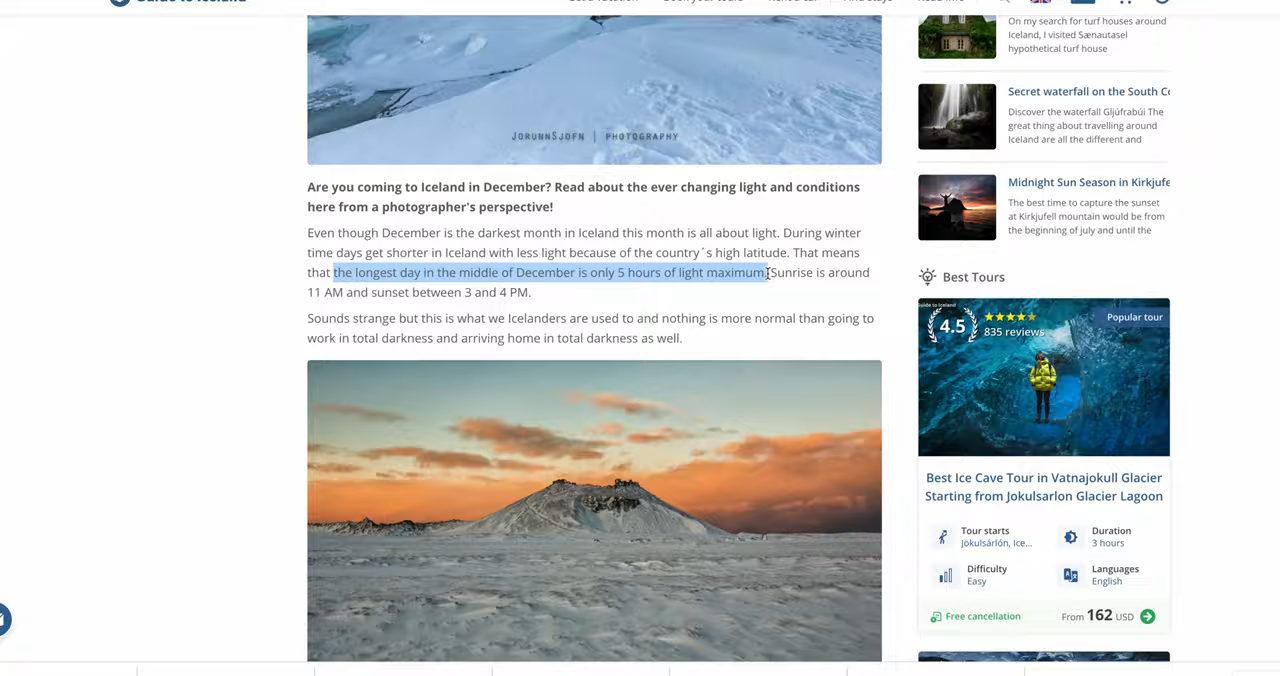 JORUNNSJOFN | PHOTOGRAPHY
Are you coming to Iceland in December? Read about the ever changing light and conditions
here from a photographer's perspective!
Even though December is the darkest month in Iceland this month is all about light. During winter
time days get shorter in Iceland with less light because of the country´s high latitude. That means
that the longest day in the middle of December is only 5 hours of light maximum. Sunrise is around
11 AM and sunset between 3 and 4 PM.
Sounds strange but this is what we Icelanders are used to and nothing is more normal than going to
work in total darkness and arriving home in total darkness as well.
On my search for turf houses around
Iceland, I visited Sænautasel
hypothetical turf house
Secret waterfall on the South Co
Discover the waterfall Gljúfrabúi The
great thing about travelling around
Iceland are all the different and
Midnight Sun Season in Kirkjufe
The best time to capture the sunset
at Kirkjufell mountain would be from
the beginning of july and until the
Best Tours
Guide to Iceland
4.5
835 reviews
Popular tour
Best Ice Cave Tour in Vatnajokull Glacier
Starting from Jokulsarlon Glacier Lagoon
Tour starts
Jökulsárlón, Ice...
Duration
3 hours
Difficulty
Easy
Languages
English
Free cancellation
From 162 USD